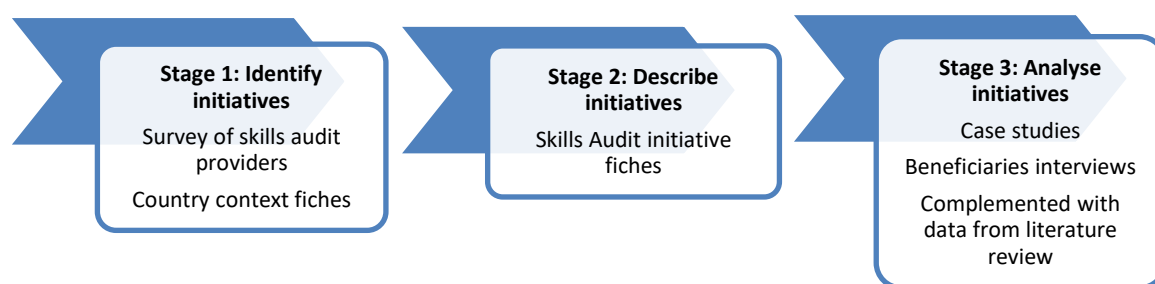 Stage 1: Identify
initiatives
Survey of skills audit
providers
Country context fiches
Stage 2: Describe
initiatives
Skills Audit initiative
fiches
Stage 3: Analyse
initiatives
Case studies
Beneficiaries interviews
Complemented with
data from literature
review